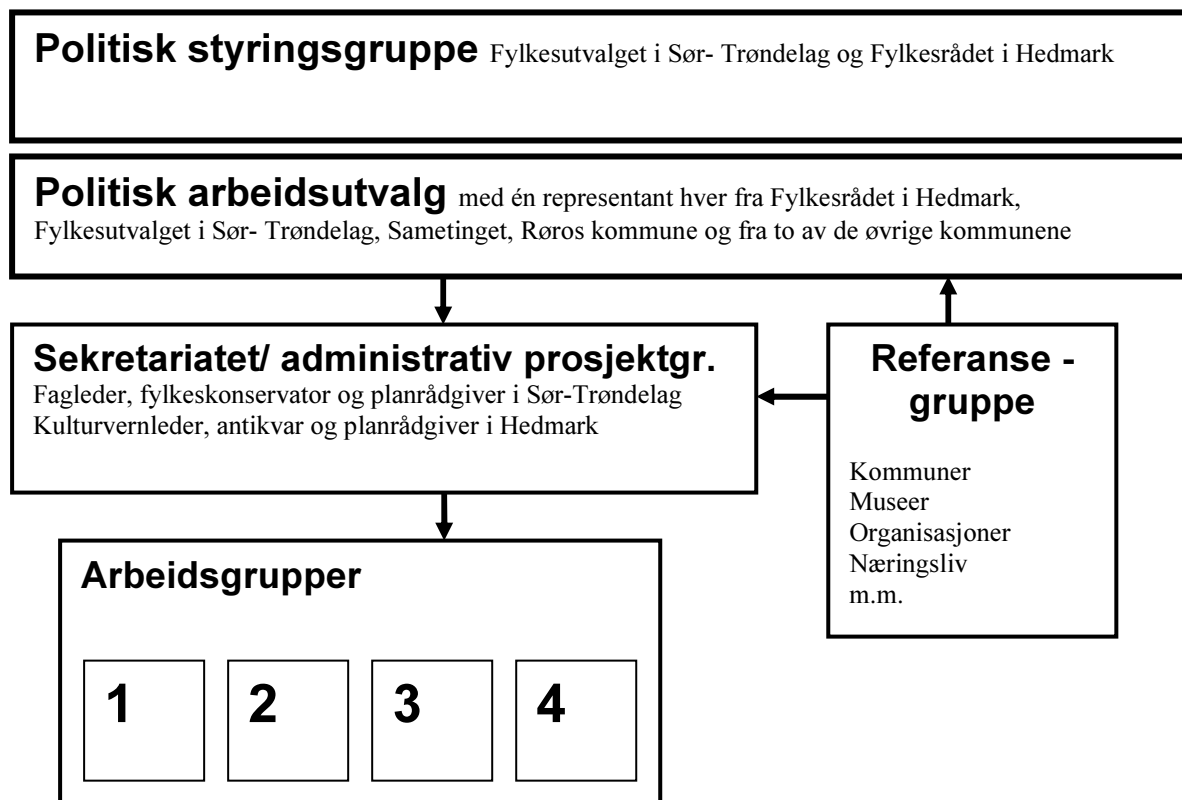 Politisk styringsgruppe Fylkesutvalget i Sør- Trøndelag og Fylkesrådet i Hedmark
Politisk arbeidsutvalg med én representant hver fra Fylkesrådet i Hedmark,
Fylkesutvalget i Sør- Trøndelag, Sametinget, Røros kommune og fra to av de øvrige kommunene
Sekretariatet/ administrativ prosjektgr.
Fagleder, fylkeskonservator og planrådgiver i Sør-Trøndelag
Kulturvernleder, antikvar og planrådgiver i Hedmark
Referanse -
gruppe
Kommuner
Museer
Organisasjoner
Næringsliv
m.m.
Arbeidsgrupper
1 2 3 4